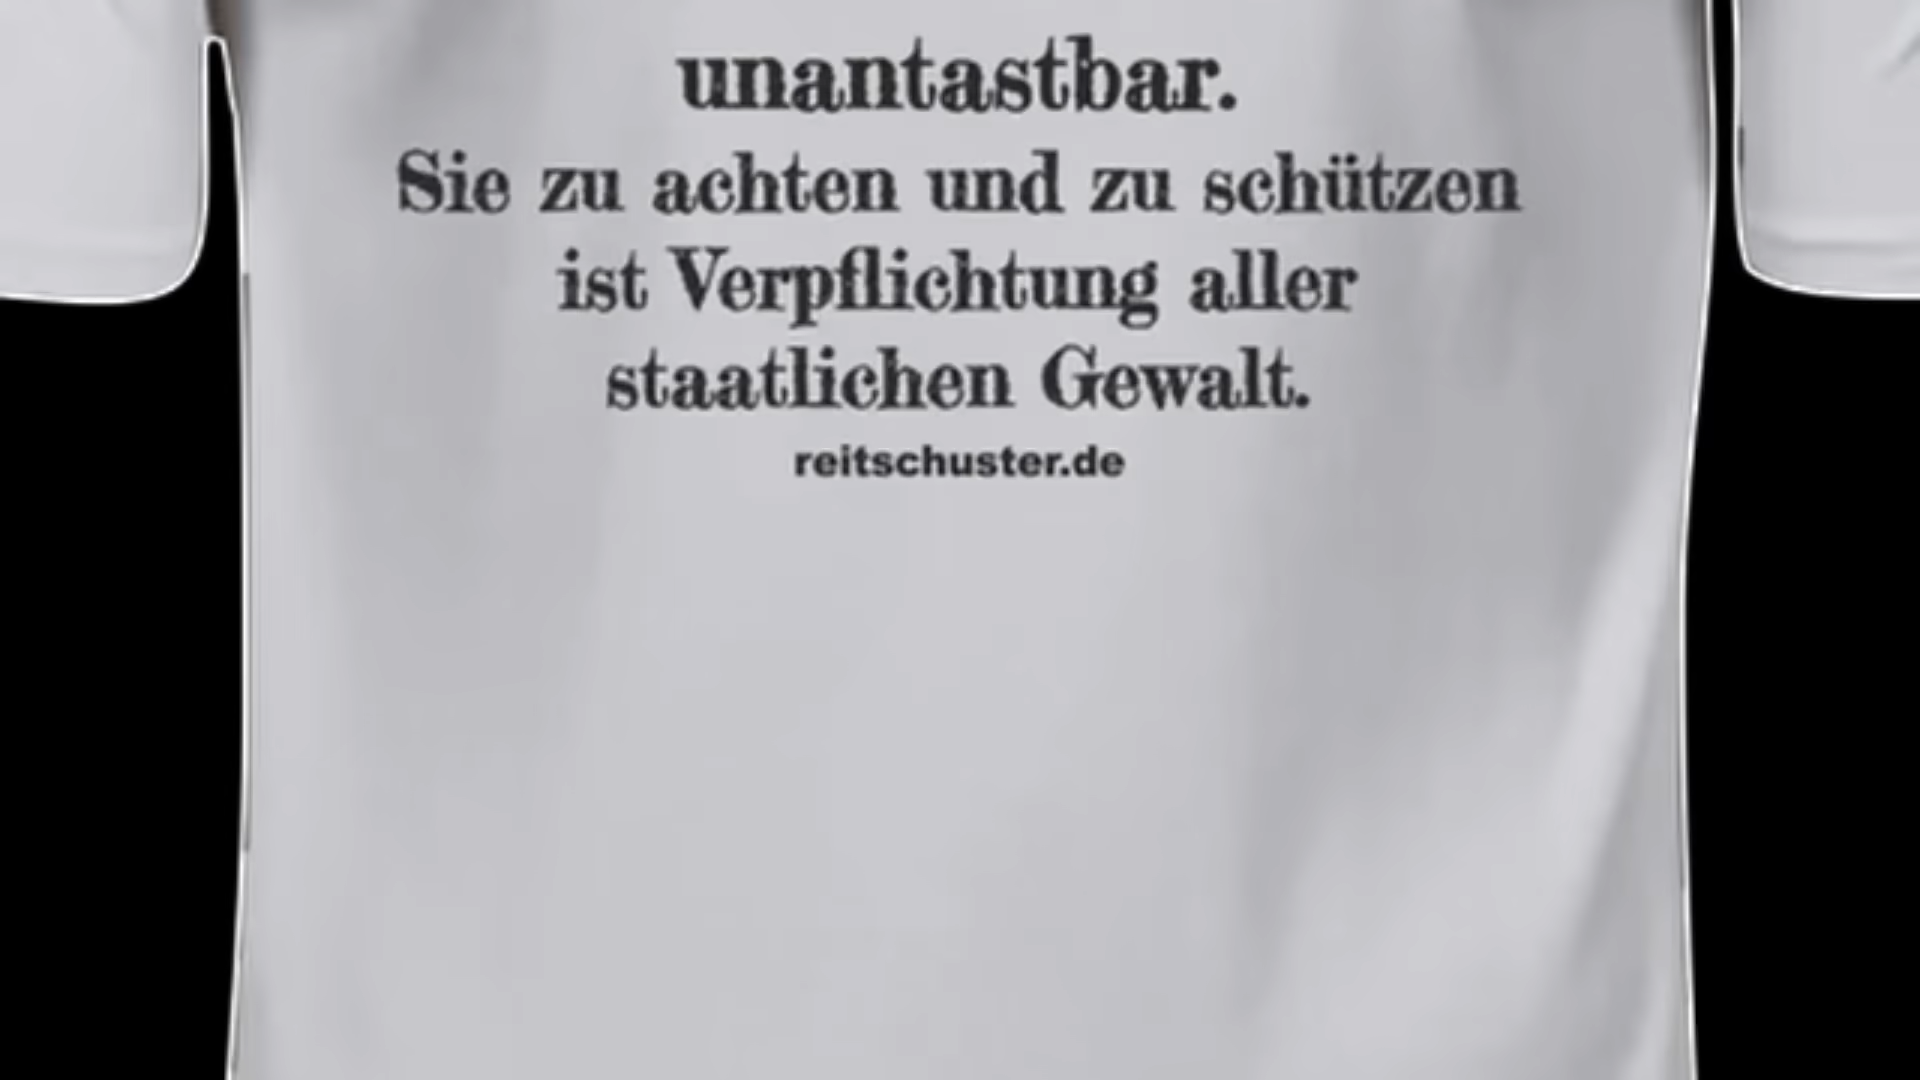 unantastbar.
Sie zu achten und zu schützen
ist Verpflichtung aller
staatlichen Gewalt.
reitschuster.de